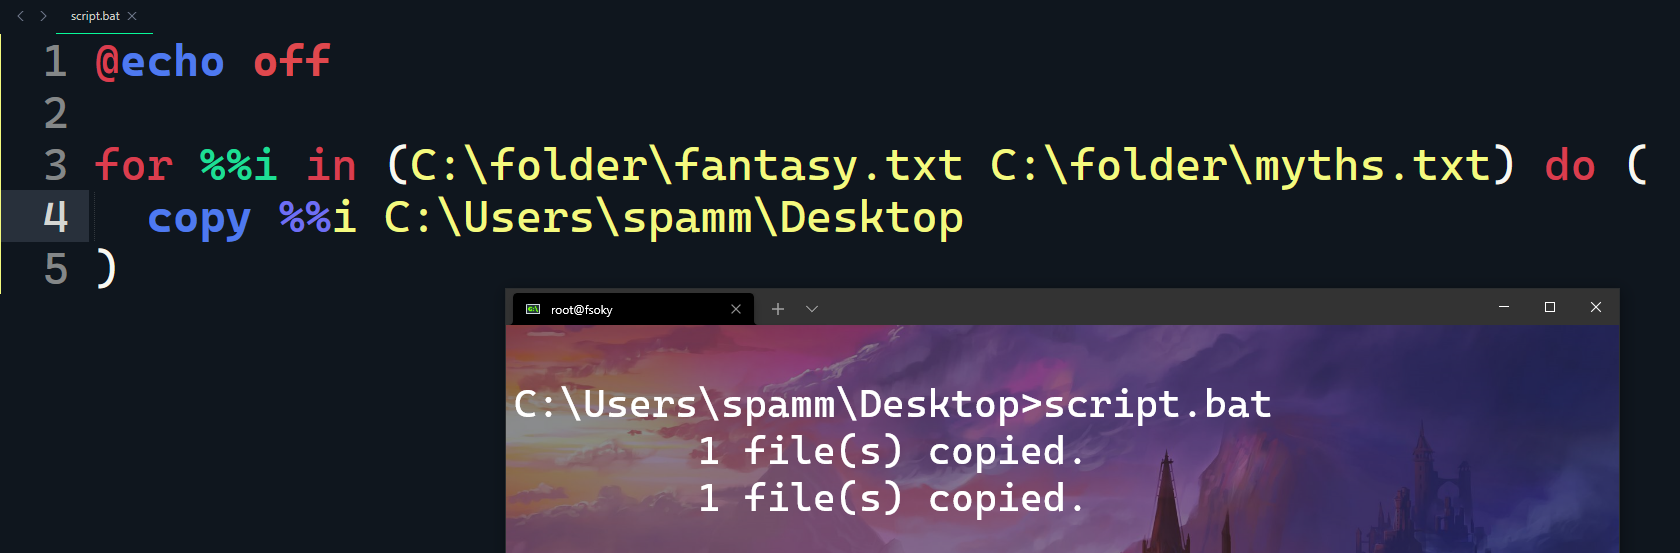 script.bat
1 @echo off
2
3 for %%i in (C:\folder\fantasy.txt C:\folder\myths.txt) do (
4   copy %%i C:\Users\spamm\Desktop
5 )
root@fsoky
C:\Users\spamm\Desktop>script.bat
        1 file(s) copied.
        1 file(s) copied.